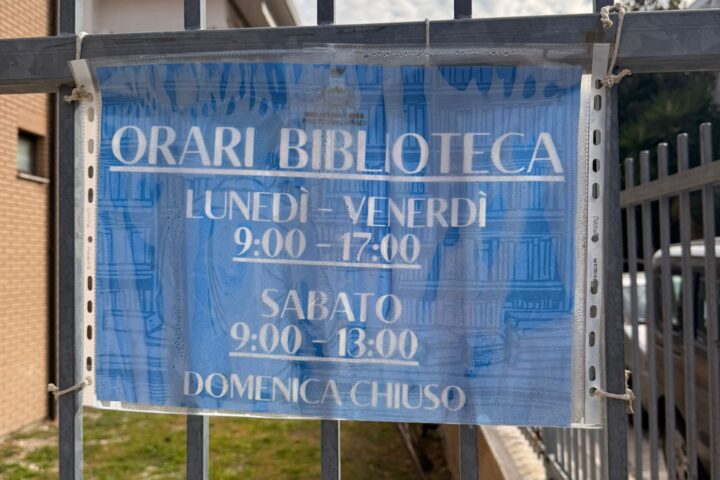 ORARI BIBLIOTECA
LUNEDÌ - VENERDÌ
9:00 - 17:00
SABATO
9:00 - 13:00
DOMENICA CHIUSO